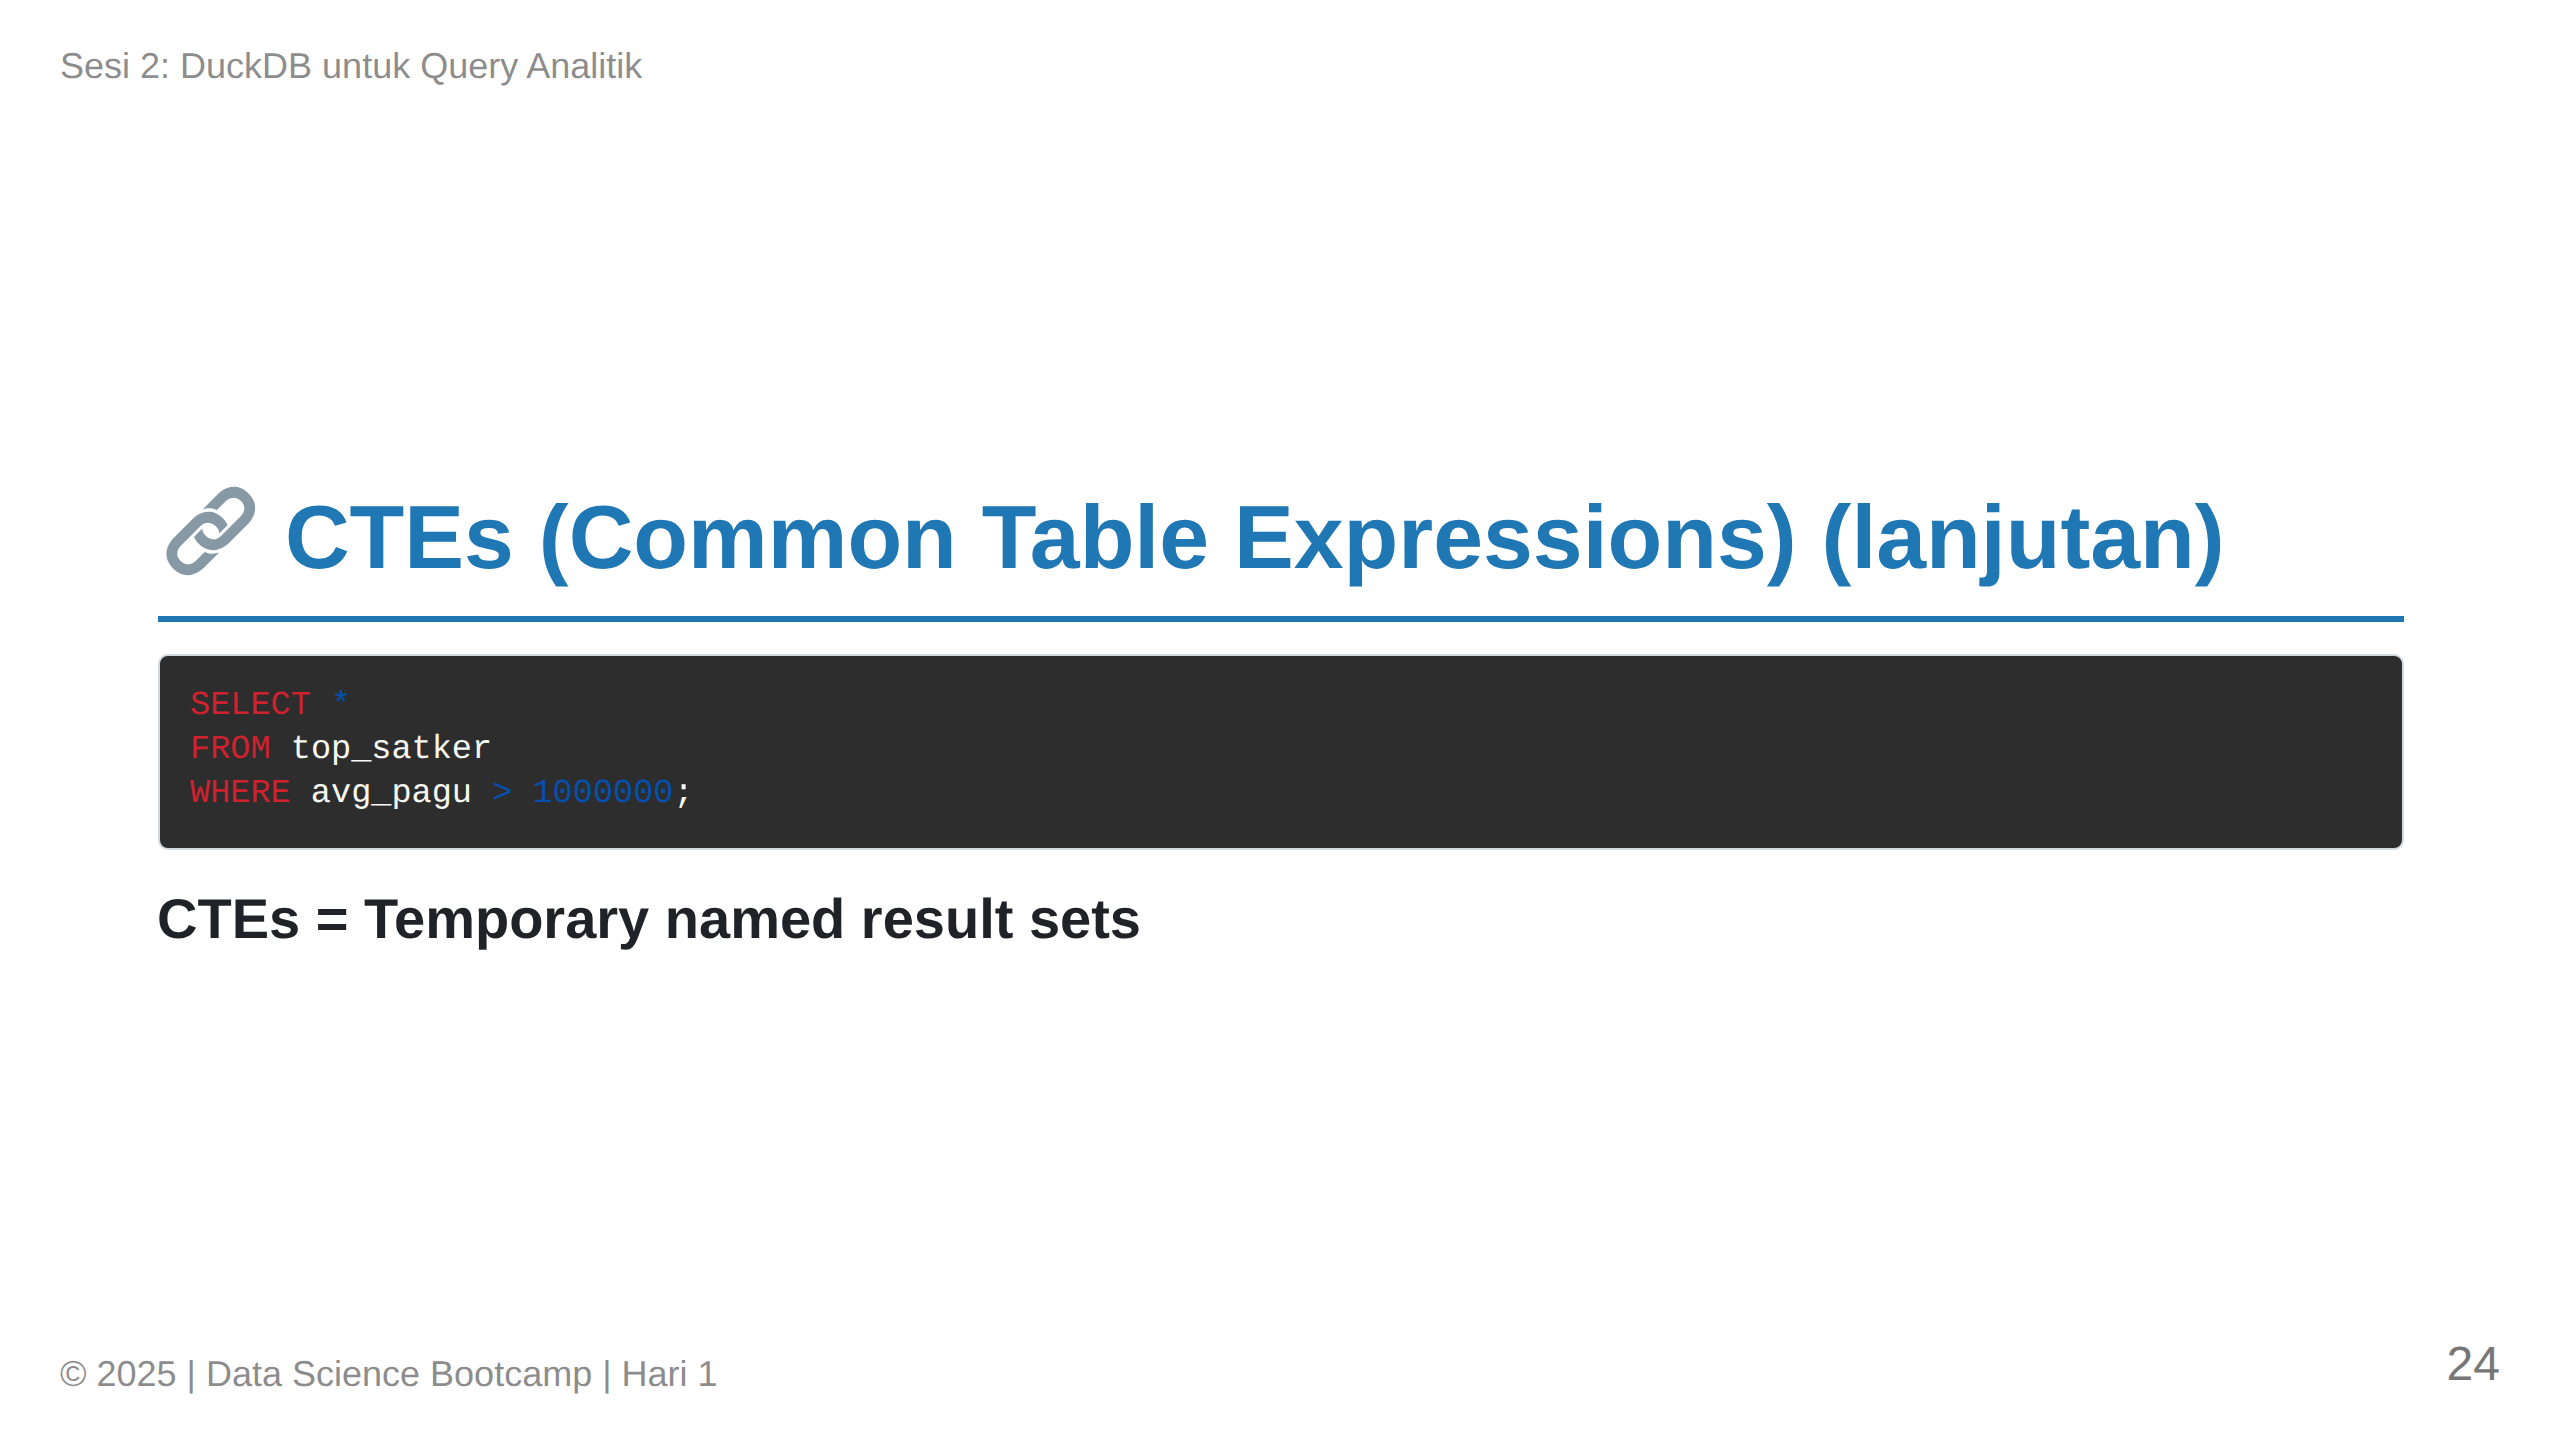 Sesi 2: DuckDB untuk Query Analitik
🔗 CTEs (Common Table Expressions) (lanjutan)
SELECT *
FROM top_satker
WHERE avg_pagu > 1000000;
CTEs = Temporary named result sets
© 2025 | Data Science Bootcamp | Hari 1
24